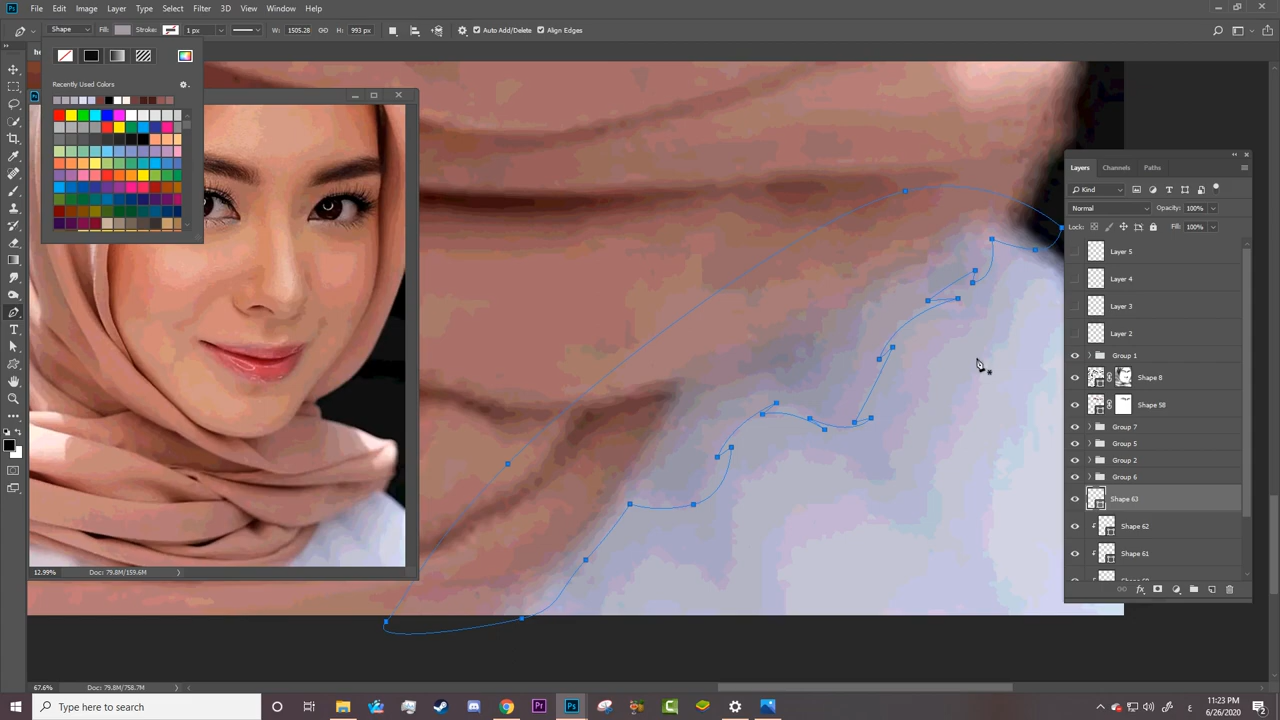 File Edit Image Layer Type Select Filter 3D View Window Help
Shape Fill: Stroke: 1 px W: 1505.28 H: 993 px Auto Add/Delete Align Edges
Recently Used Colors
Layers Channels Paths
Kind
Normal Opacity: 100%
Lock: Fill: 100%
Layer 5
Layer 4
Layer 3
Layer 2
Group 1
Shape 8
Shape 58
Group 7
Group 5
Group 2
Group 6
Shape 63
Shape 62
Shape 61
12.99% Doc: 79.8M/159.6M
67.6% Doc: 79.8M/758.7M
Type here to search
11:23 PM
6/26/2020